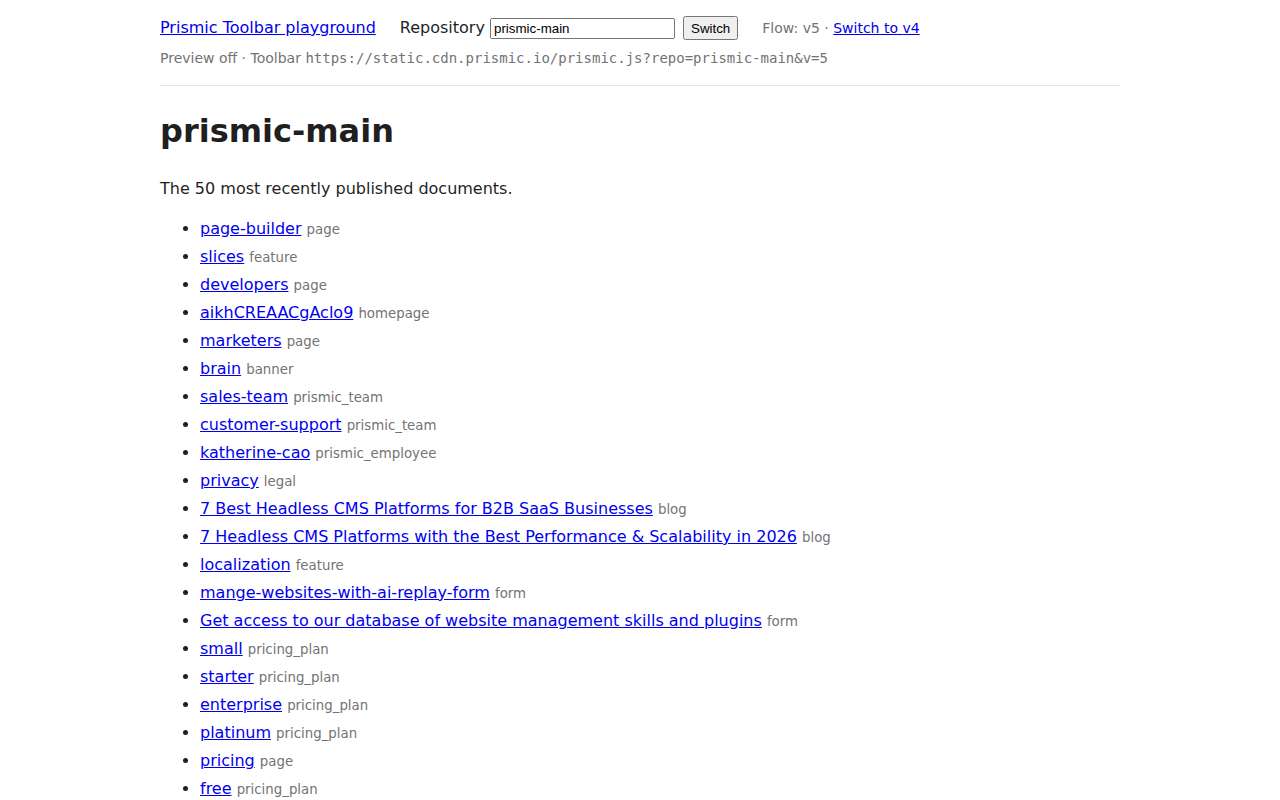 Prismic Toolbar playground Repository prismic-main Switch Flow: v5 · Switch to v4
Preview off · Toolbar https://static.cdn.prismic.io/prismic.js?repo=prismic-main&v=5
prismic-main
The 50 most recently published documents.
page-builder page
slices feature
developers page
aikhCREAACgAclo9 homepage
marketers page
brain banner
sales-team prismic_team
customer-support prismic_team
katherine-cao prismic_employee
privacy legal
7 Best Headless CMS Platforms for B2B SaaS Businesses blog
7 Headless CMS Platforms with the Best Performance & Scalability in 2026 blog
localization feature
mange-websites-with-ai-replay-form form
Get access to our database of website management skills and plugins form
small pricing_plan
starter pricing_plan
enterprise pricing_plan
platinum pricing_plan
pricing page
free pricing_plan